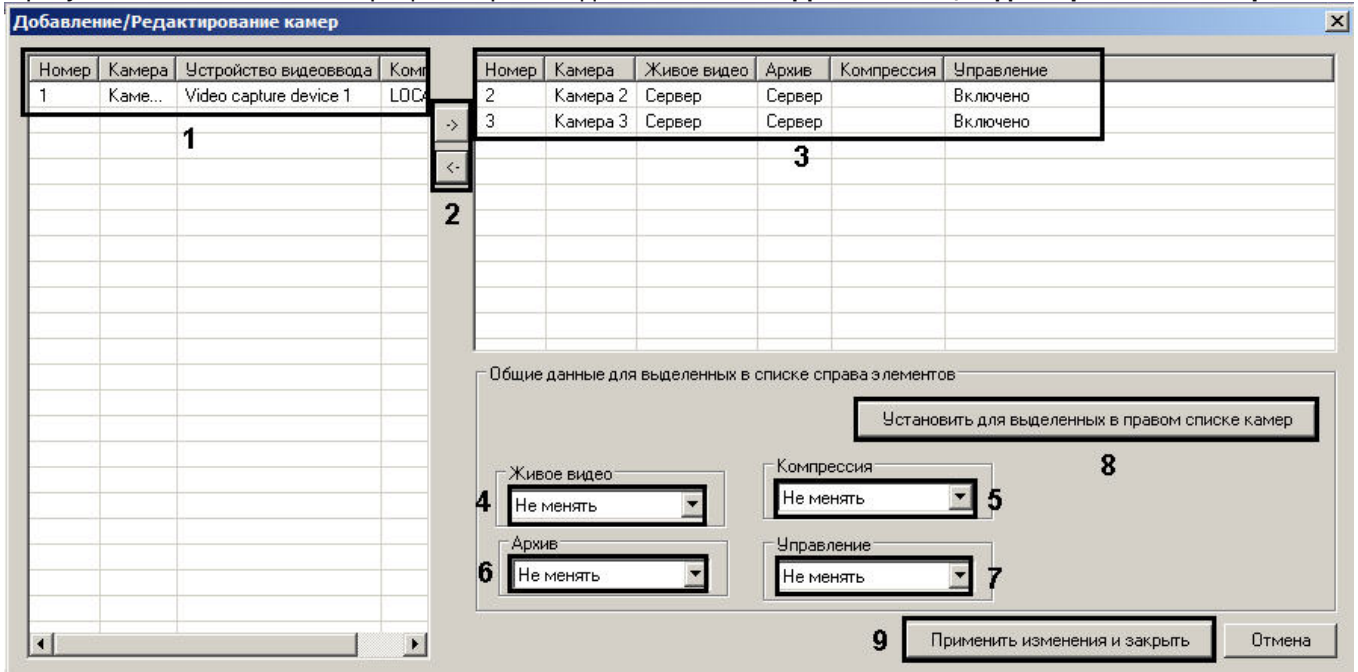 Добавление/Редактирование камер
Номер Камера Устройство видеоввода Комп
1 Каме... Video capture device 1 LOCA
1
->
<-
2
Номер Камера Живое видео Архив Компрессия Управление
2 Камера 2 Сервер Сервер Включено
3 Камера 3 Сервер Сервер Включено
3
Общие данные для выделенных в списке справа элементов
Установить для выделенных в правом списке камер
8
Живое видео
4 Не менять
Компрессия
Не менять 5
Архив
6 Не менять
Управление
Не менять 7
9 Применить изменения и закрыть Отмена